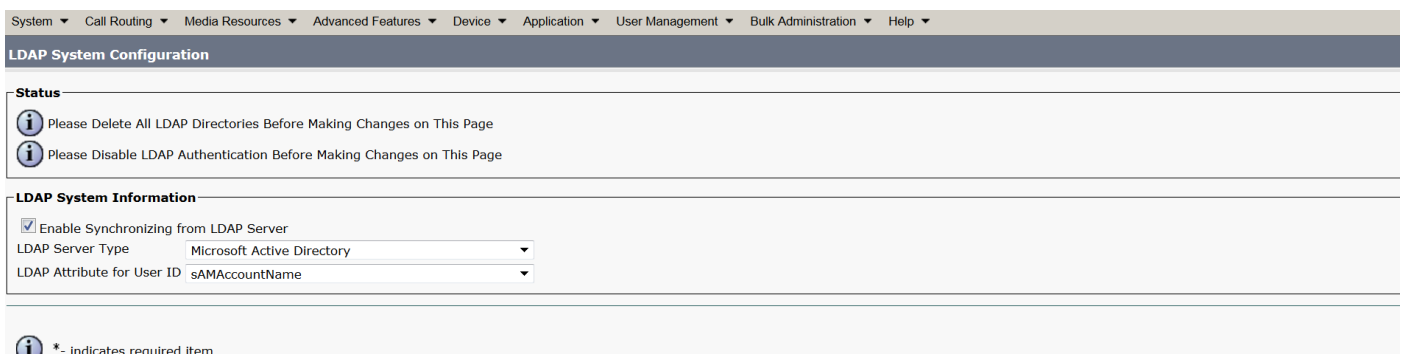 System Call Routing Media Resources Advanced Features Device Application User Management Bulk Administration Help
LDAP System Configuration
Status
Please Delete All LDAP Directories Before Making Changes on This Page
Please Disable LDAP Authentication Before Making Changes on This Page
LDAP System Information
Enable Synchronizing from LDAP Server
LDAP Server Type Microsoft Active Directory
LDAP Attribute for User ID sAMAccountName
*- indicates required item